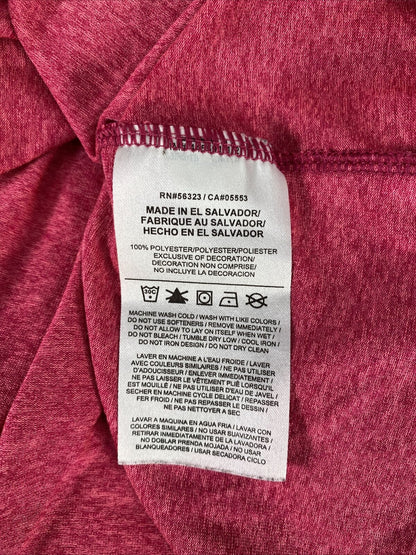 RN#56323 / CA#05553
MADE IN EL SALVADOR/
FABRIQUE AU SALVADOR/
HECHO EN EL SALVADOR
100% POLYESTER/POLYESTER/POLIESTER
EXCLUSIVE OF DECORATION/
DECORATION NON COMPRISE/
NO INCLUYE LA DECORACION
30C
MACHINE WASH COLD / WASH WITH LIKE COLORS /
DO NOT USE SOFTENERS / REMOVE IMMEDIATELY /
DO NOT ALLOW TO LAY ON ITSELF WHEN WET /
DO NOT BLEACH / TUMBLE DRY LOW / COOL IRON /
DO NOT IRON DESIGN / DO NOT DRY CLEAN
LAVER EN MACHINE A L'EAU FROIDE / LAVER
AVEC COULEURS SIMILAIRES / NE PAS UTILISER
D'ADOUCISSEUR / ENLEVER IMMEDIATEMENT /
NE PAS LAISSER LE VÊTEMENT PLIÉ LORSQU'IL
EST MOUILLÉ / NE PAS UTILISER D'EAU DE JAVEL /
SECHER EN MACHINE CYCLE DELICAT / REPASSER
FER FROID / NE PAS REPASSER LE DESSIN /
NE PAS NETTOYER A SEC
LAVAR A MAQUINA EN AGUA FRIA / LAVAR CON
COLORES SIMILARES / NO USAR SUAVIZANTES /
RETIRAR INMEDIATAMENTE DE LA LAVADORA /
NO DOBLAR PRENDA MOJADA / NO USAR
BLANQUEADORES / USAR SECADORA CICLO